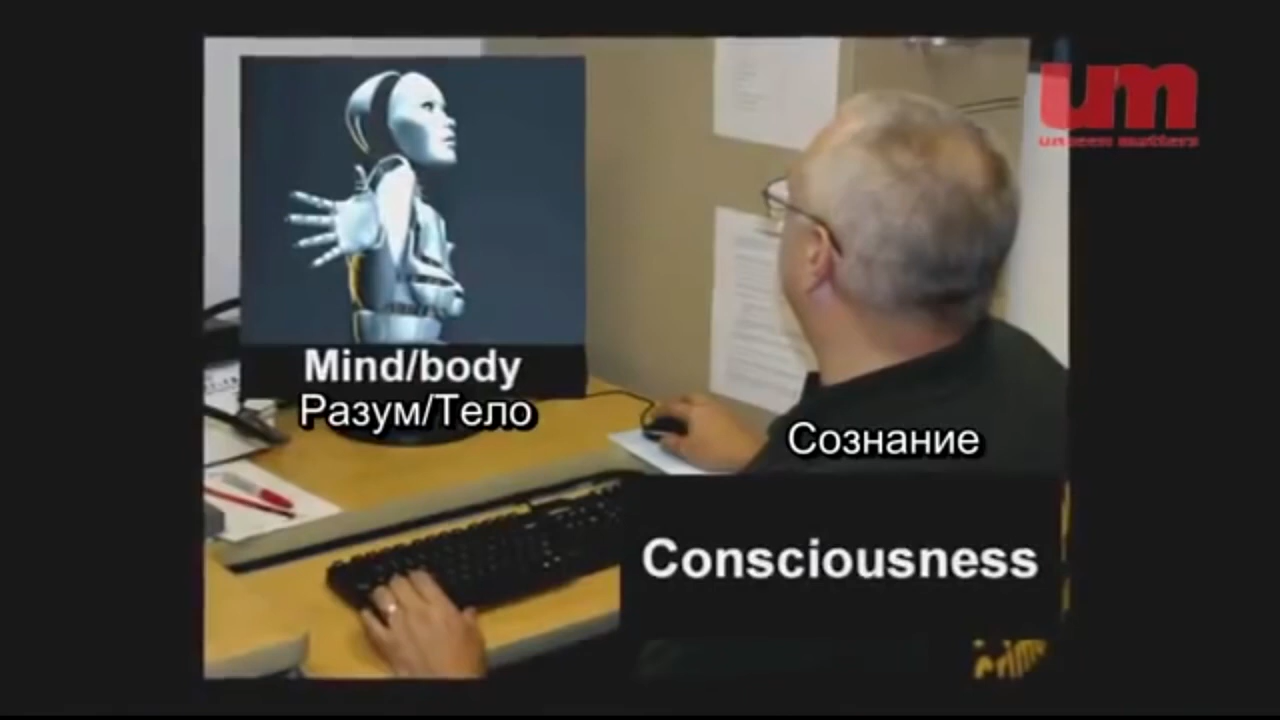 um
unseen matters
Mind/body
Разум/Тело
Сознание
Consciousness